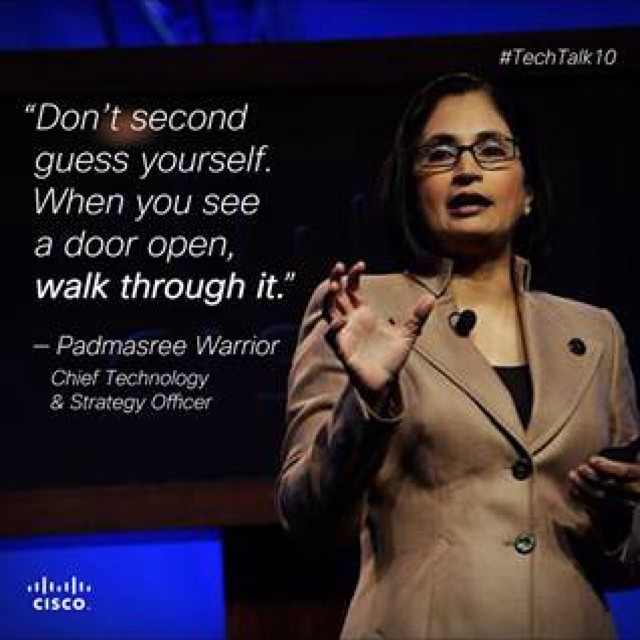 #TechTalk10
“Don’t second
guess yourself.
When you see
a door open,
walk through it.”
– Padmasree Warrior
Chief Technology
& Strategy Officer
CISCO.